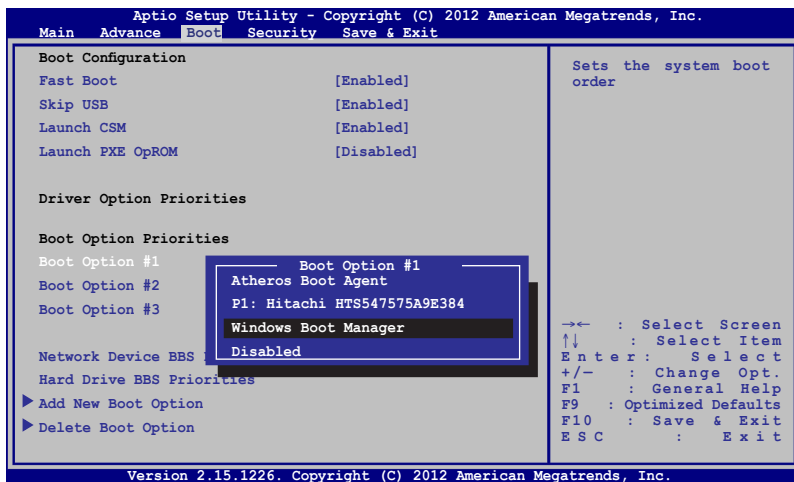 Aptio Setup Utility - Copyright (C) 2012 American Megatrends, Inc.
Main Advance Boot Security Save & Exit
Boot Configuration
Fast Boot [Enabled]
Skip USB [Enabled]
Launch CSM [Enabled]
Launch PXE OpROM [Disabled]
Driver Option Priorities
Boot Option Priorities
Boot Option #1
Boot Option #2
Boot Option #3
Network Device BBS
Hard Drive BBS Priorities
Add New Boot Option
Delete Boot Option
Boot Option #1
Atheros Boot Agent
P1: Hitachi HTS547575A9E384
Windows Boot Manager
Disabled
Sets the system boot
order
→← : Select Screen
↑↓ : Select Item
Enter: Select
+/— : Change Opt.
F1 : General Help
F9 : Optimized Defaults
F10 : Save & Exit
ESC : Exit
Version 2.15.1226. Copyright (C) 2012 American Megatrends, Inc.